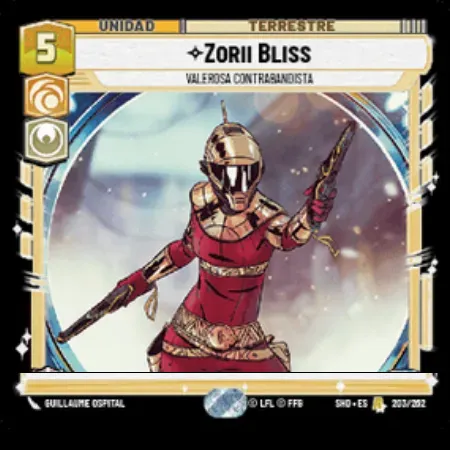 UNIDAD TERRESTRE
5
ZORII BLISS
VALEROSA CONTRABANDISTA
GUILLAUME OSPITAL
© LFL © FFG
SHD • ES
203/262